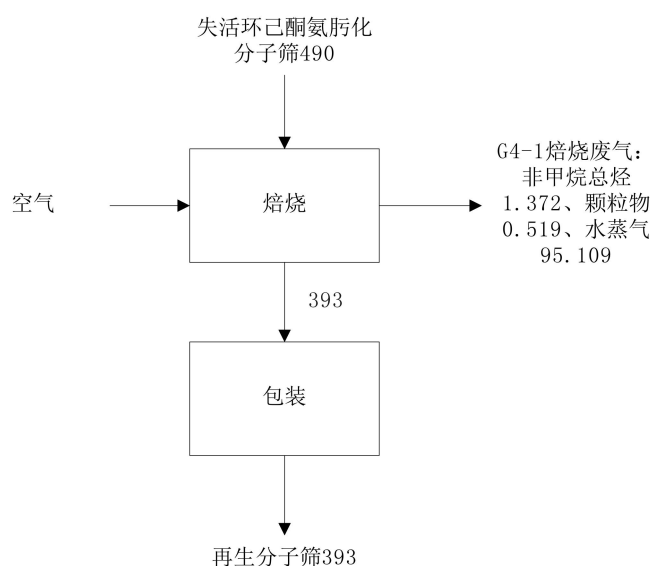 失活环己酮氨肟化
分子筛490
G4-1焙烧废气:
非甲烷总烃
1.372、颗粒物
0.519、水蒸气
95.109
空气
焙烧
393
包装
再生分子筛393